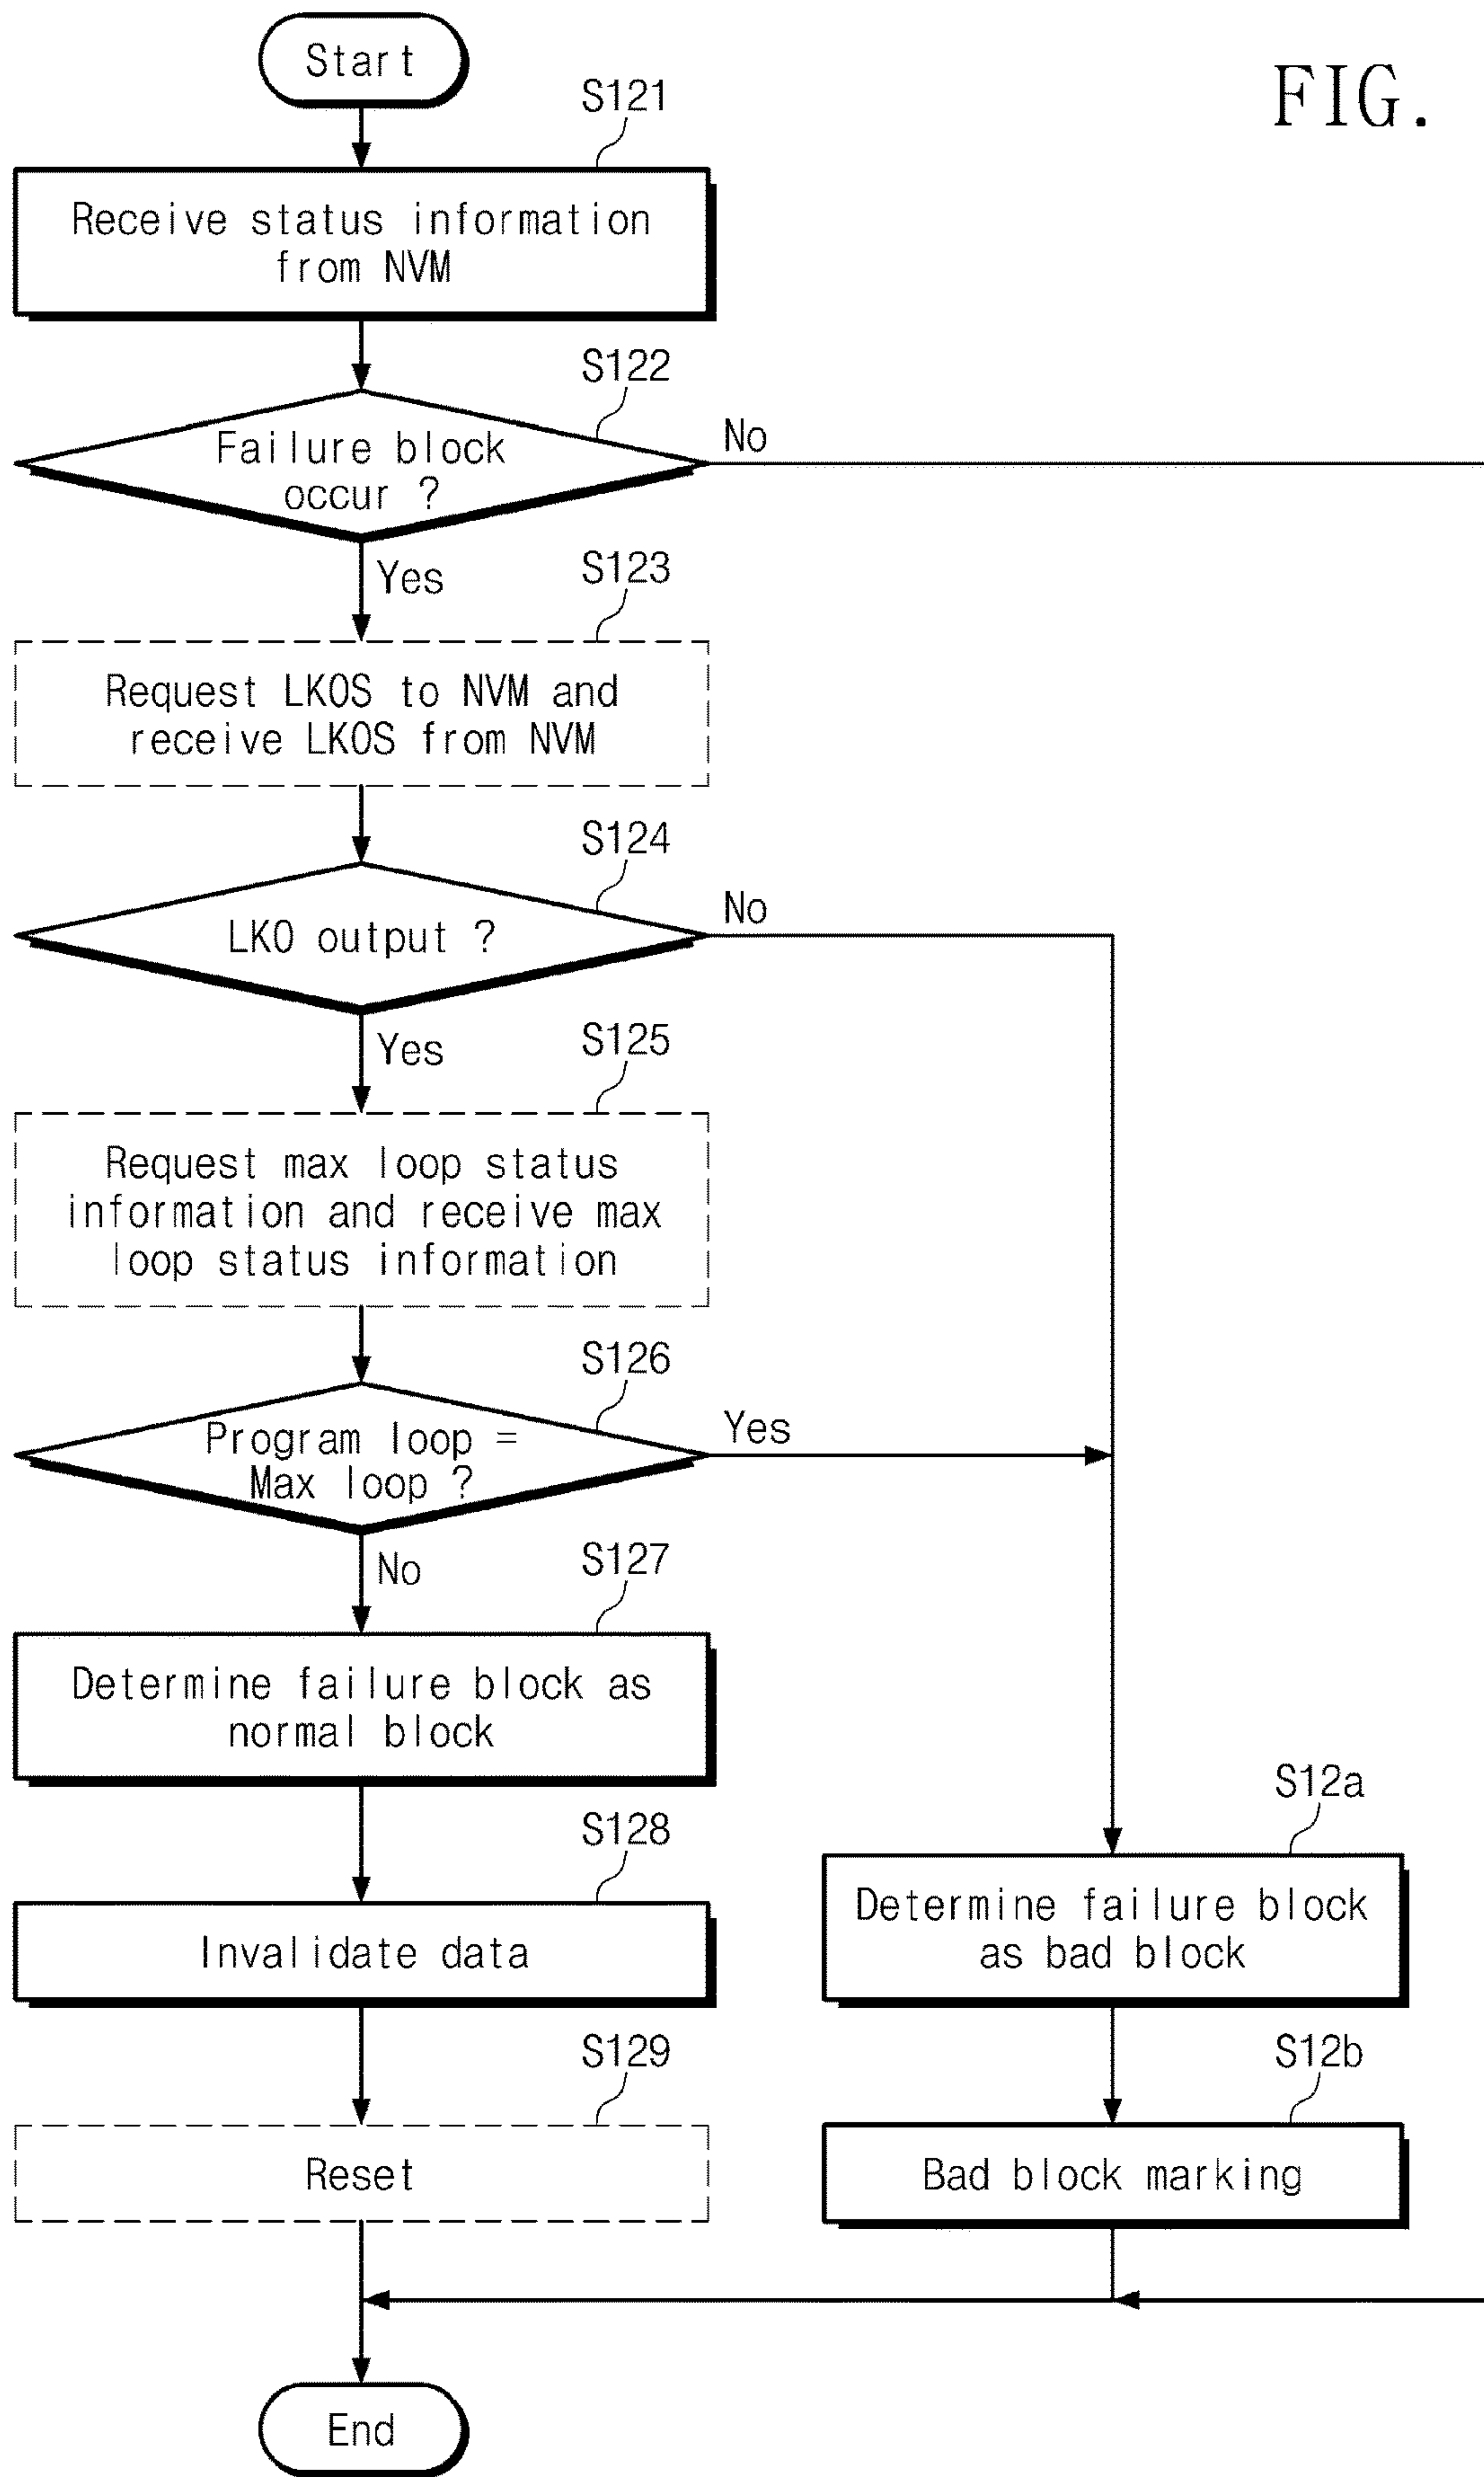 Start
FIG.
S121
Receive status information
from NVM
S122
Failure block
occur ?
No
Yes
S123
Request LKOS to NVM and
receive LKOS from NVM
S124
LKO output ?
No
Yes
S125
Request max loop status
information and receive max
loop status information
S126
Program loop =
Max loop ?
Yes
No
S127
Determine failure block as
normal block
S128
Invalidate data
S12a
Determine failure block
as bad block
S129
Reset
S12b
Bad block marking
End